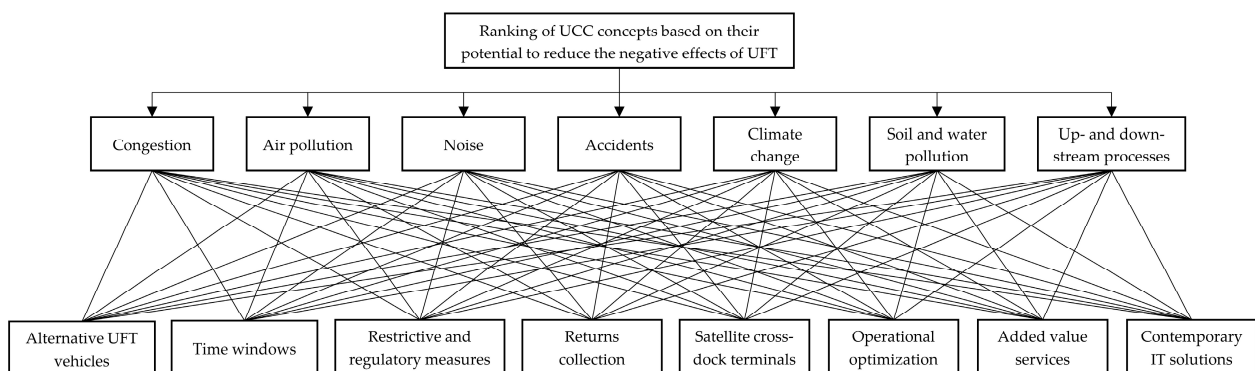 Ranking of UCC concepts based on their
potential to reduce the negative effects of UFT
Congestion
Air pollution
Noise
Accidents
Climate
change
Soil and water
pollution
Up- and down-
stream processes
Alternative UFT
vehicles
Time windows
Restrictive and
regulatory measures
Returns
collection
Satellite cross-
dock terminals
Operational
optimization
Added value
services
Contemporary
IT solutions